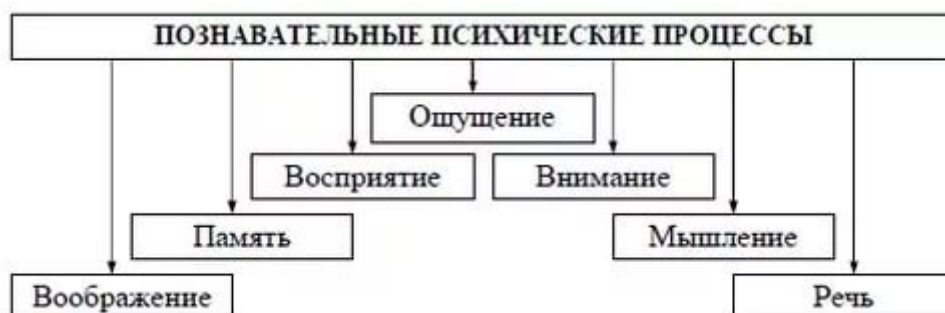 ПОЗНАВАТЕЛЬНЫЕ ПСИХИЧЕСКИЕ ПРОЦЕССЫ
Ощущение
Восприятие
Внимание
Память
Мышление
Воображение
Речь